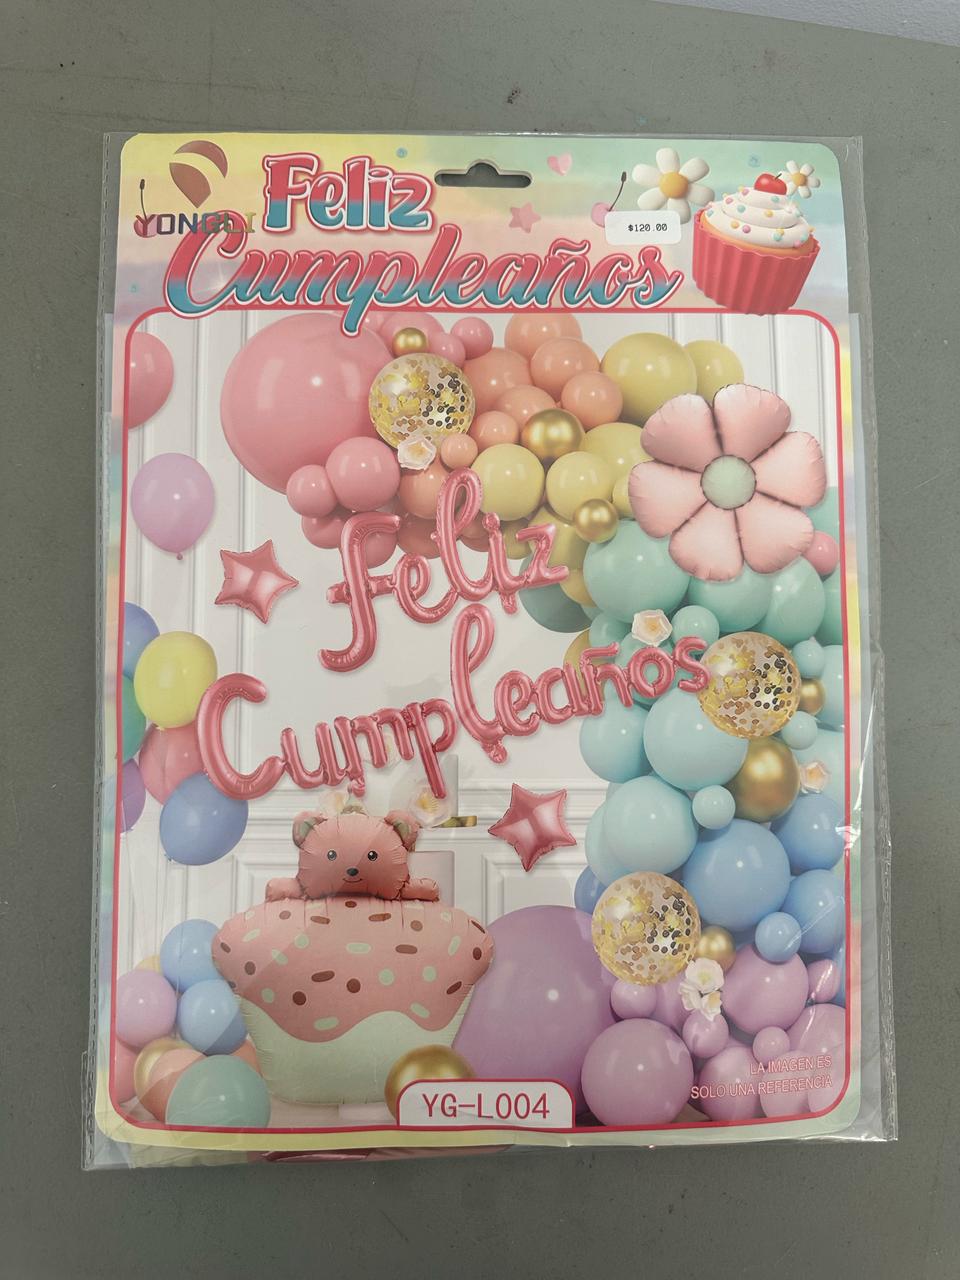 YONGLI
Feliz
Cumpleaños
$120.00
feliz
Cumpleaños
LA IMAGEN ES
SOLO UNA REFERENCIA
YG-L004